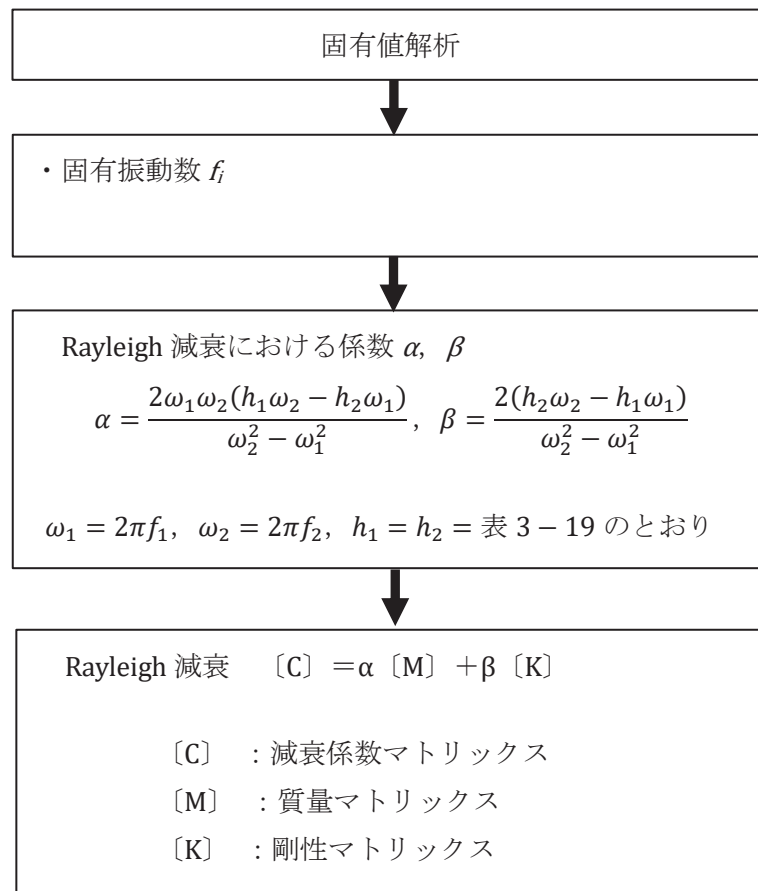 固有値解析
・固有振動数 fᵢ
Rayleigh 減衰における係数 α, β
α = 2ω₁ω₂(h₁ω₂ − h₂ω₁) / (ω₂² − ω₁²), β = 2(h₂ω₂ − h₁ω₁) / (ω₂² − ω₁²)
ω₁ = 2πf₁, ω₂ = 2πf₂, h₁ = h₂ = 表 3 − 19 のとおり
Rayleigh 減衰 〔C〕=α〔M〕+β〔K〕
〔C〕 :減衰係数マトリックス
〔M〕 :質量マトリックス
〔K〕 :剛性マトリックス